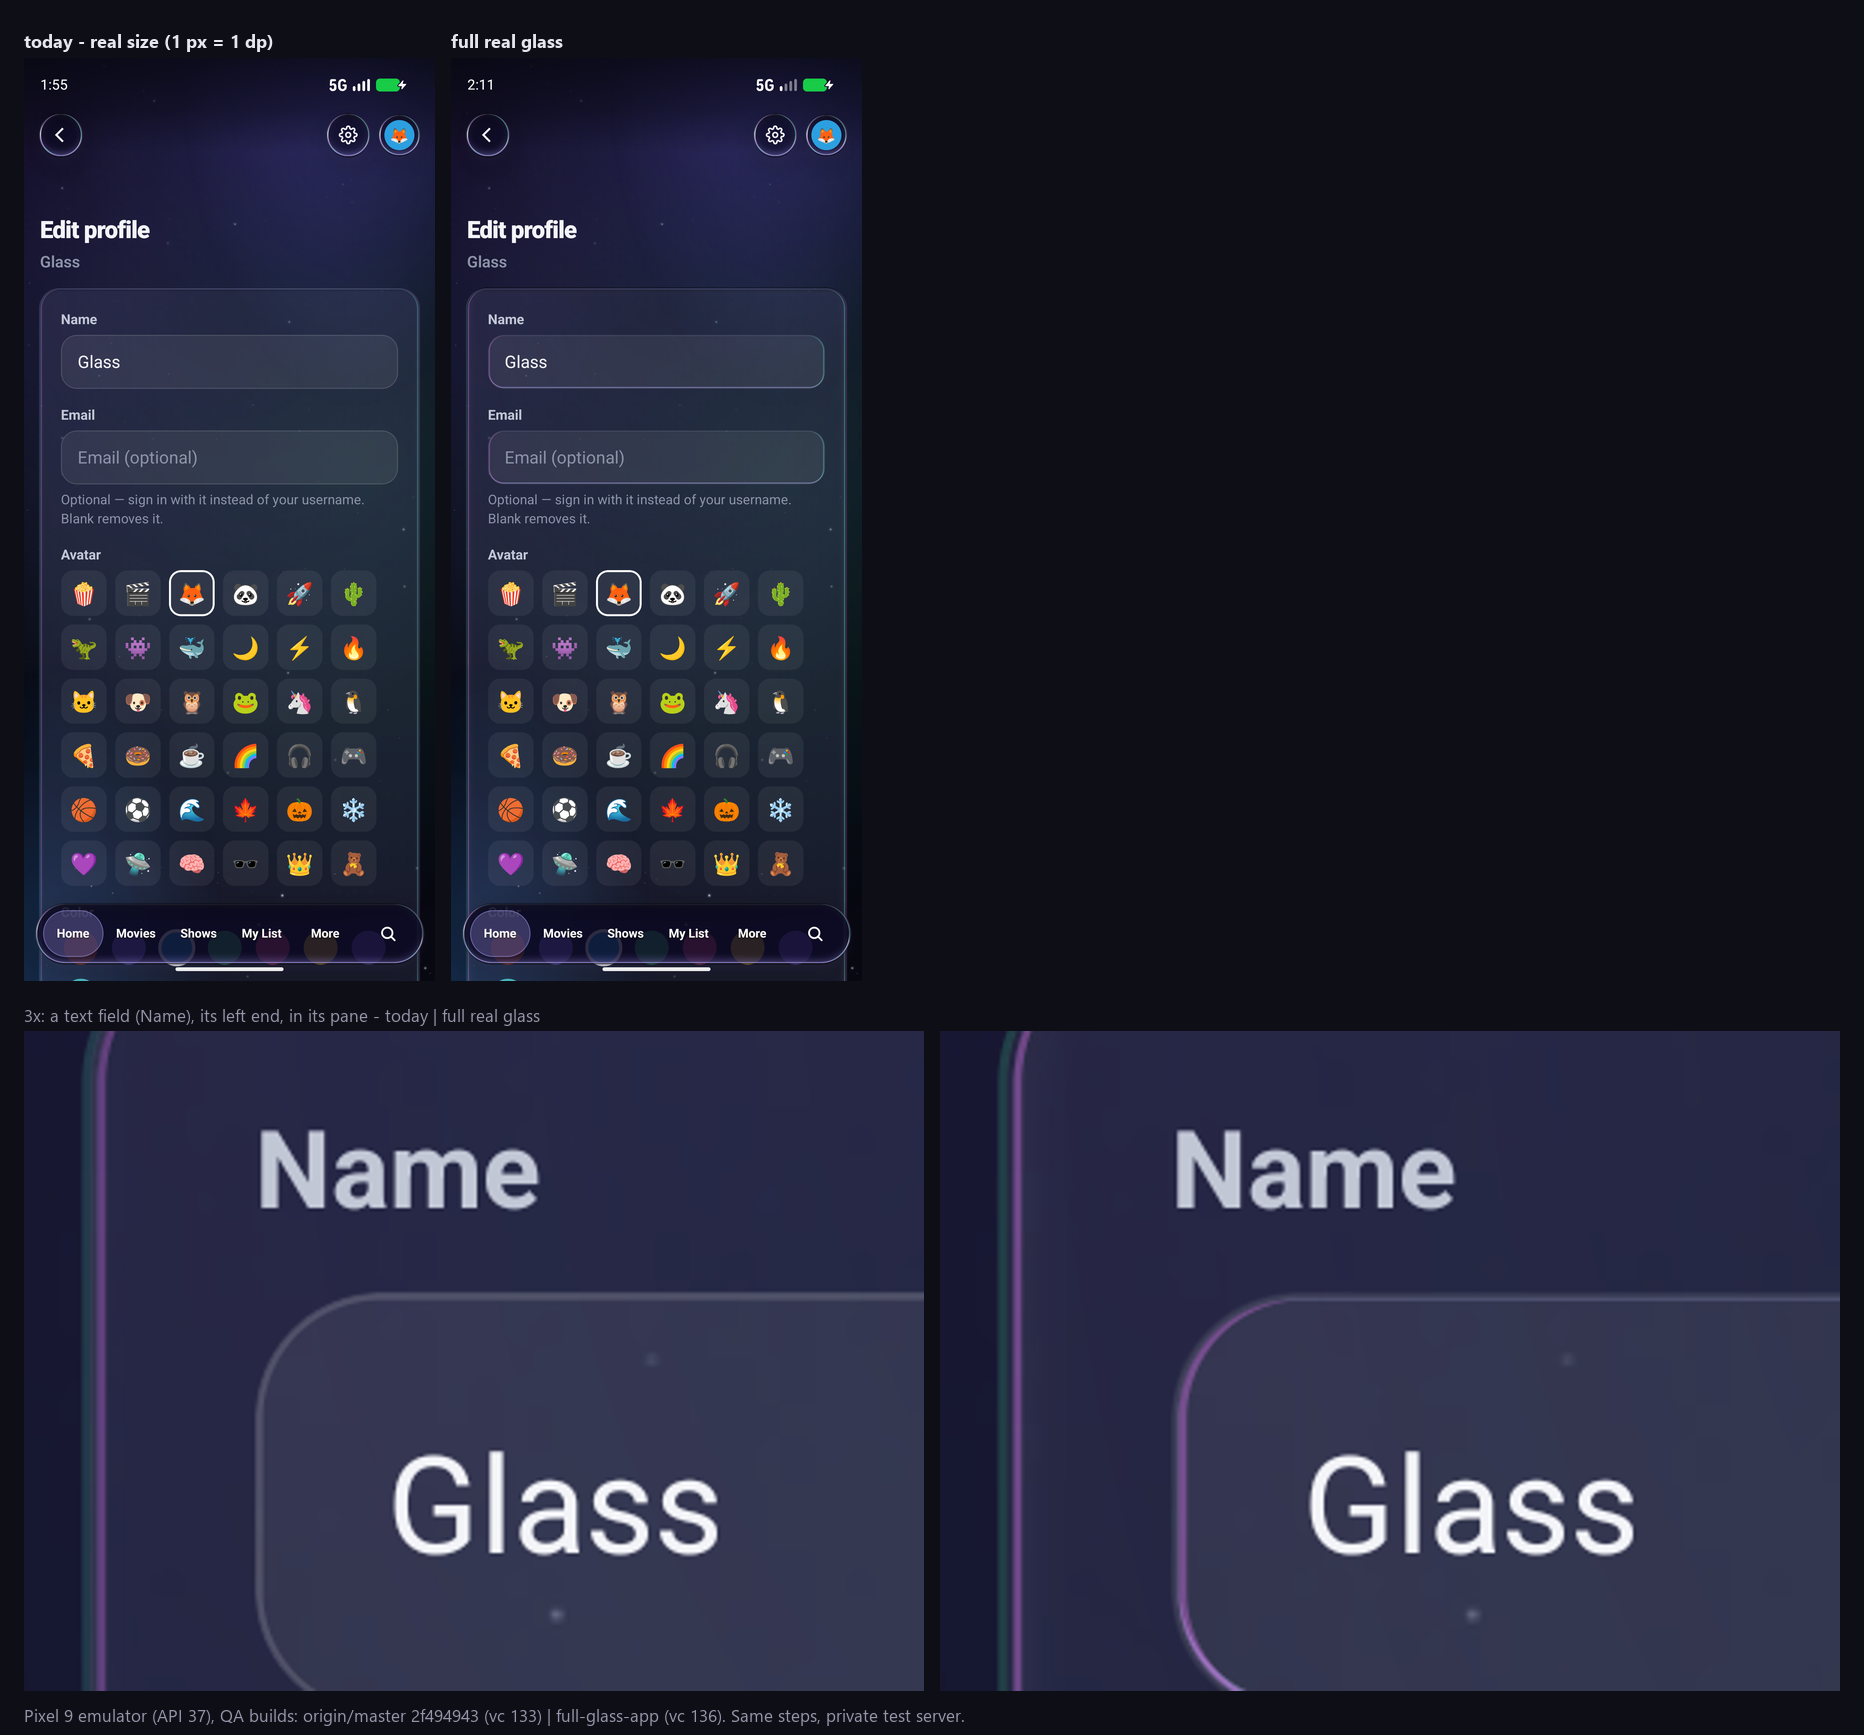 today - real size (1 px = 1 dp)
full real glass
1:55
5G
Edit profile
Glass
Name
Glass
Email
Email (optional)
Optional — sign in with it instead of your username.
Blank removes it.
Avatar
Color
Home
Movies
Shows
My List
More
2:11
5G
Edit profile
Glass
Name
Glass
Email
Email (optional)
Optional — sign in with it instead of your username.
Blank removes it.
Avatar
Color
Home
Movies
Shows
My List
More
3x: a text field (Name), its left end, in its pane - today | full real glass
Name
Glass
Name
Glass
Pixel 9 emulator (API 37), QA builds: origin/master 2f494943 (vc 133) | full-glass-app (vc 136). Same steps, private test server.